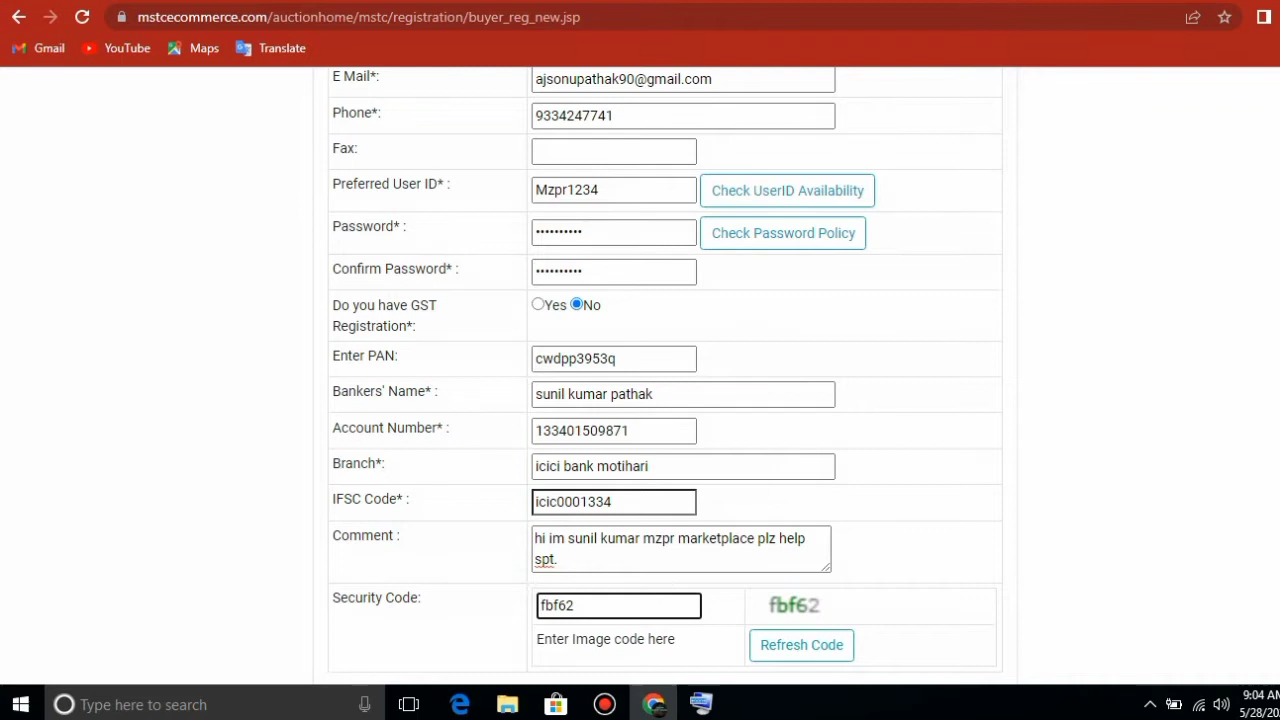 mstcecommerce.com/auctionhome/mstc/registration/buyer_reg_new.jsp
Gmail YouTube Maps Translate
E Mail*: ajsonupathak90@gmail.com
Phone*: 9334247741
Fax:
Preferred User ID* : Mzpr1234 Check UserID Availability
Password* : •••••••••• Check Password Policy
Confirm Password* : ••••••••••
Do you have GST Yes No
Registration*:
Enter PAN: cwdpp3953q
Bankers' Name* : sunil kumar pathak
Account Number* : 133401509871
Branch*: icici bank motihari
IFSC Code* : icic0001334
Comment : hi im sunil kumar mzpr marketplace plz help
spt.
Security Code: fbf62 fbf62
Enter Image code here Refresh Code
Type here to search
9:04 AM
5/28/20